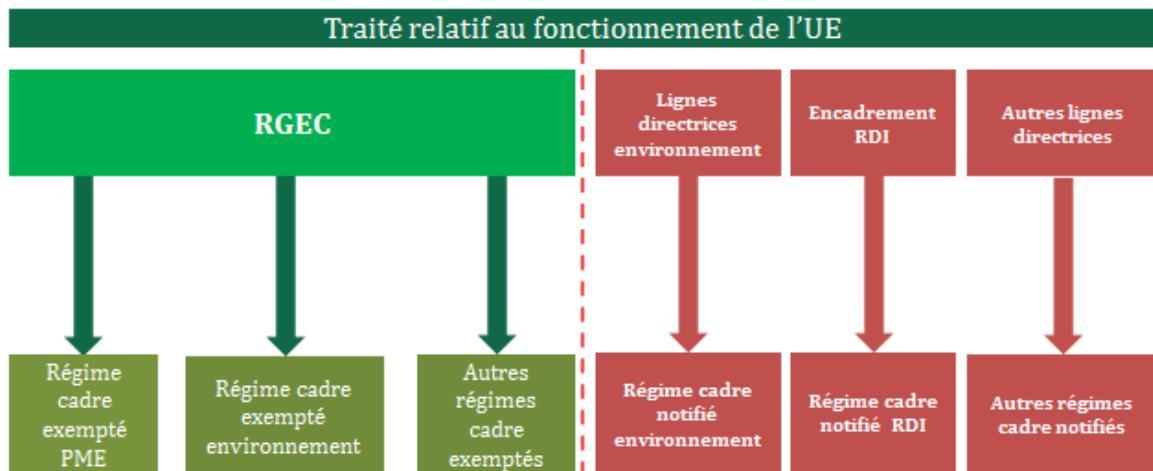 Traité relatif au fonctionnement de l'UE
RGEC
Lignes
directrices
environnement
Encadrement
RDI
Autres lignes
directrices
Régime
cadre
exempté
PME
Régime cadre
exempté
environnement
Autres
régimes
cadre
exemptés
Régime cadre
notifié
environnement
Régime cadre
notifié RDI
Autres régimes
cadre notifiés